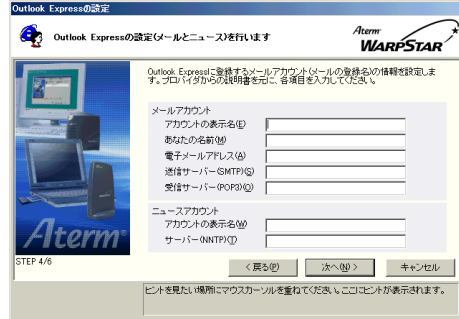 Outlook Expressの設定
Outlook Expressの設定(メールとニュース)を行います
Aterm
WARPSTAR
Outlook Expressに登録するメールアカウント(メールの登録名)の情報を設定しま
す。プロバイダからの説明書を元に、各項目を入力してください。
メールアカウント
アカウントの表示名(E)
あなたの名前(M)
電子メールアドレス(A)
送信サーバー(SMTP)(S)
受信サーバー(POP3)(O)
ニュースアカウント
アカウントの表示名(W)
サーバー(NNTP)(T)
Aterm
STEP 4/6
< 戻る(P)
次へ(N) >
キャンセル
ヒントを見たい場所にマウスカーソルを重ねてください。ここにヒントが表示されます。